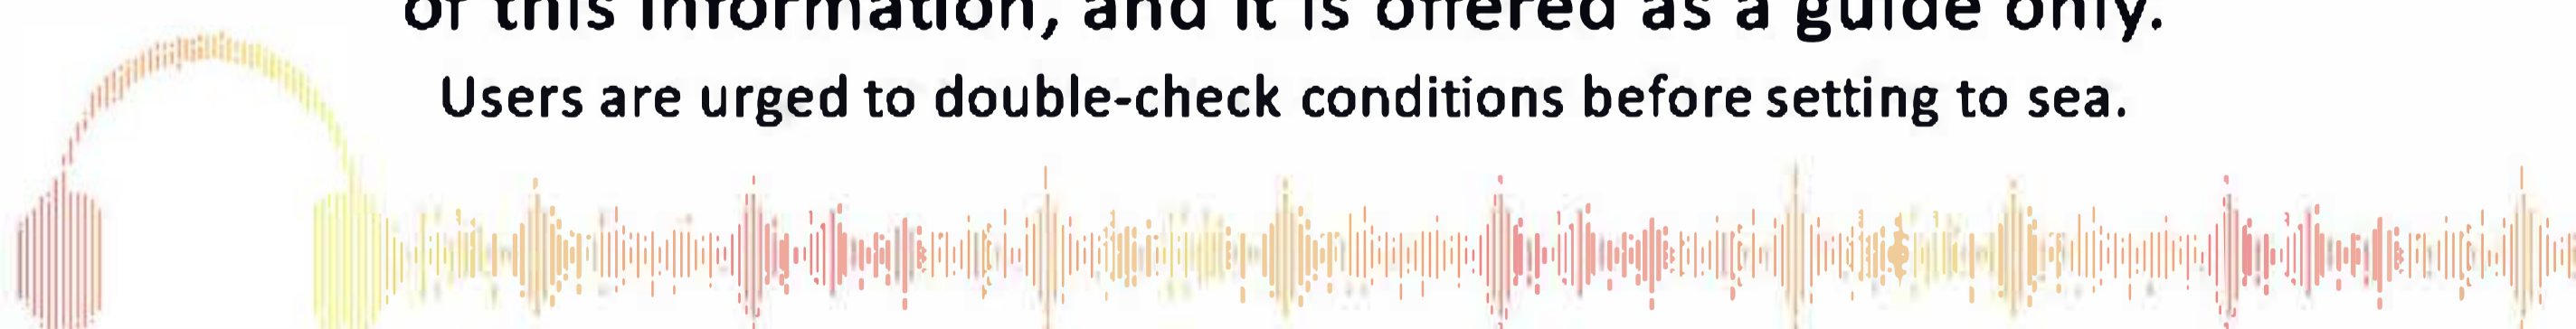 of this information, and it is offered as a guide only.
Users are urged to double-check conditions before setting to sea.